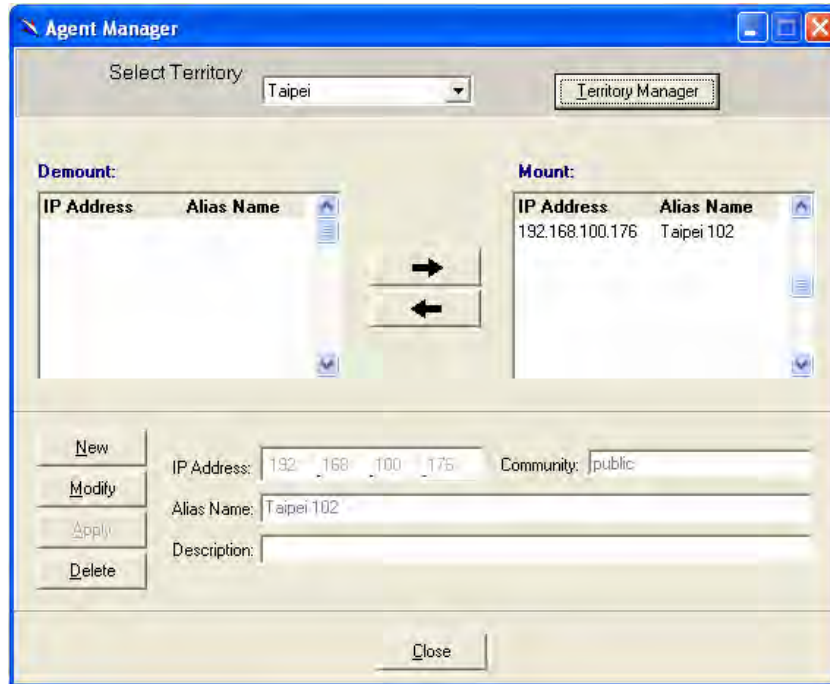 Agent Manager
Select Territory
Taipei
Territory Manager
Demount:
Mount:
IP Address Alias Name
IP Address Alias Name
192.168.100.176 Taipei 102
New
IP Address: 192 .168 .100 .176 Community: public
Modify
Alias Name: Taipei 102
Apply
Description:
Delete
Close